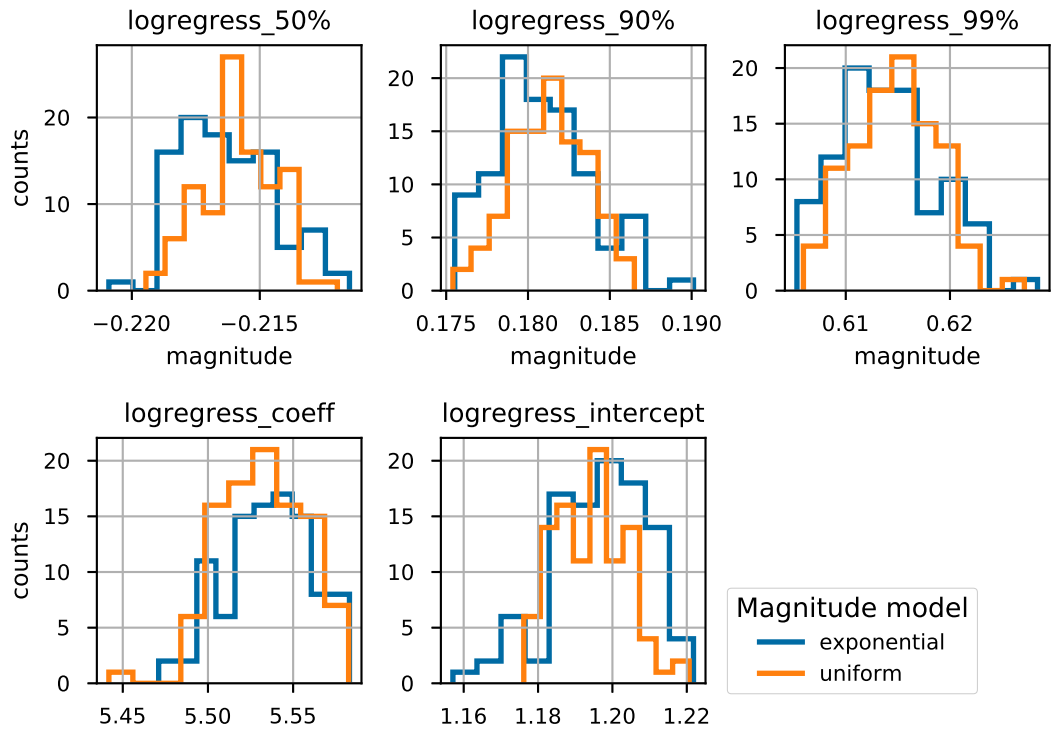 logregress_50%
logregress_90%
logregress_99%
counts
20
10
0
20
15
10
5
0
20
15
10
5
0
−0.220
−0.215
0.175
0.180
0.185
0.190
0.61
0.62
magnitude
magnitude
magnitude
logregress_coeff
logregress_intercept
counts
20
15
10
5
0
20
15
10
5
0
5.45
5.50
5.55
1.16
1.18
1.20
1.22
Magnitude model
exponential
uniform